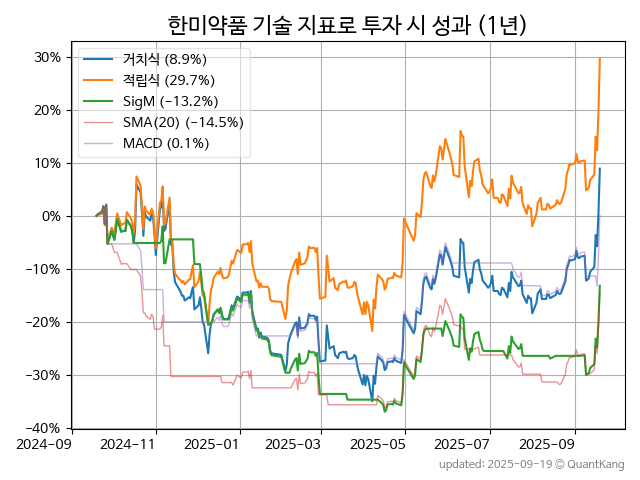 한미약품 기술 지표로 투자 시 성과 (1년)
30%
20%
10%
0%
−10%
−20%
−30%
−40%
거치식 (8.9%)
적립식 (29.7%)
SigM (−13.2%)
SMA(20) (−14.5%)
MACD (0.1%)
2024-09
2024-11
2025-01
2025-03
2025-05
2025-07
2025-09
updated: 2025-09-19 ⓒ QuantKang